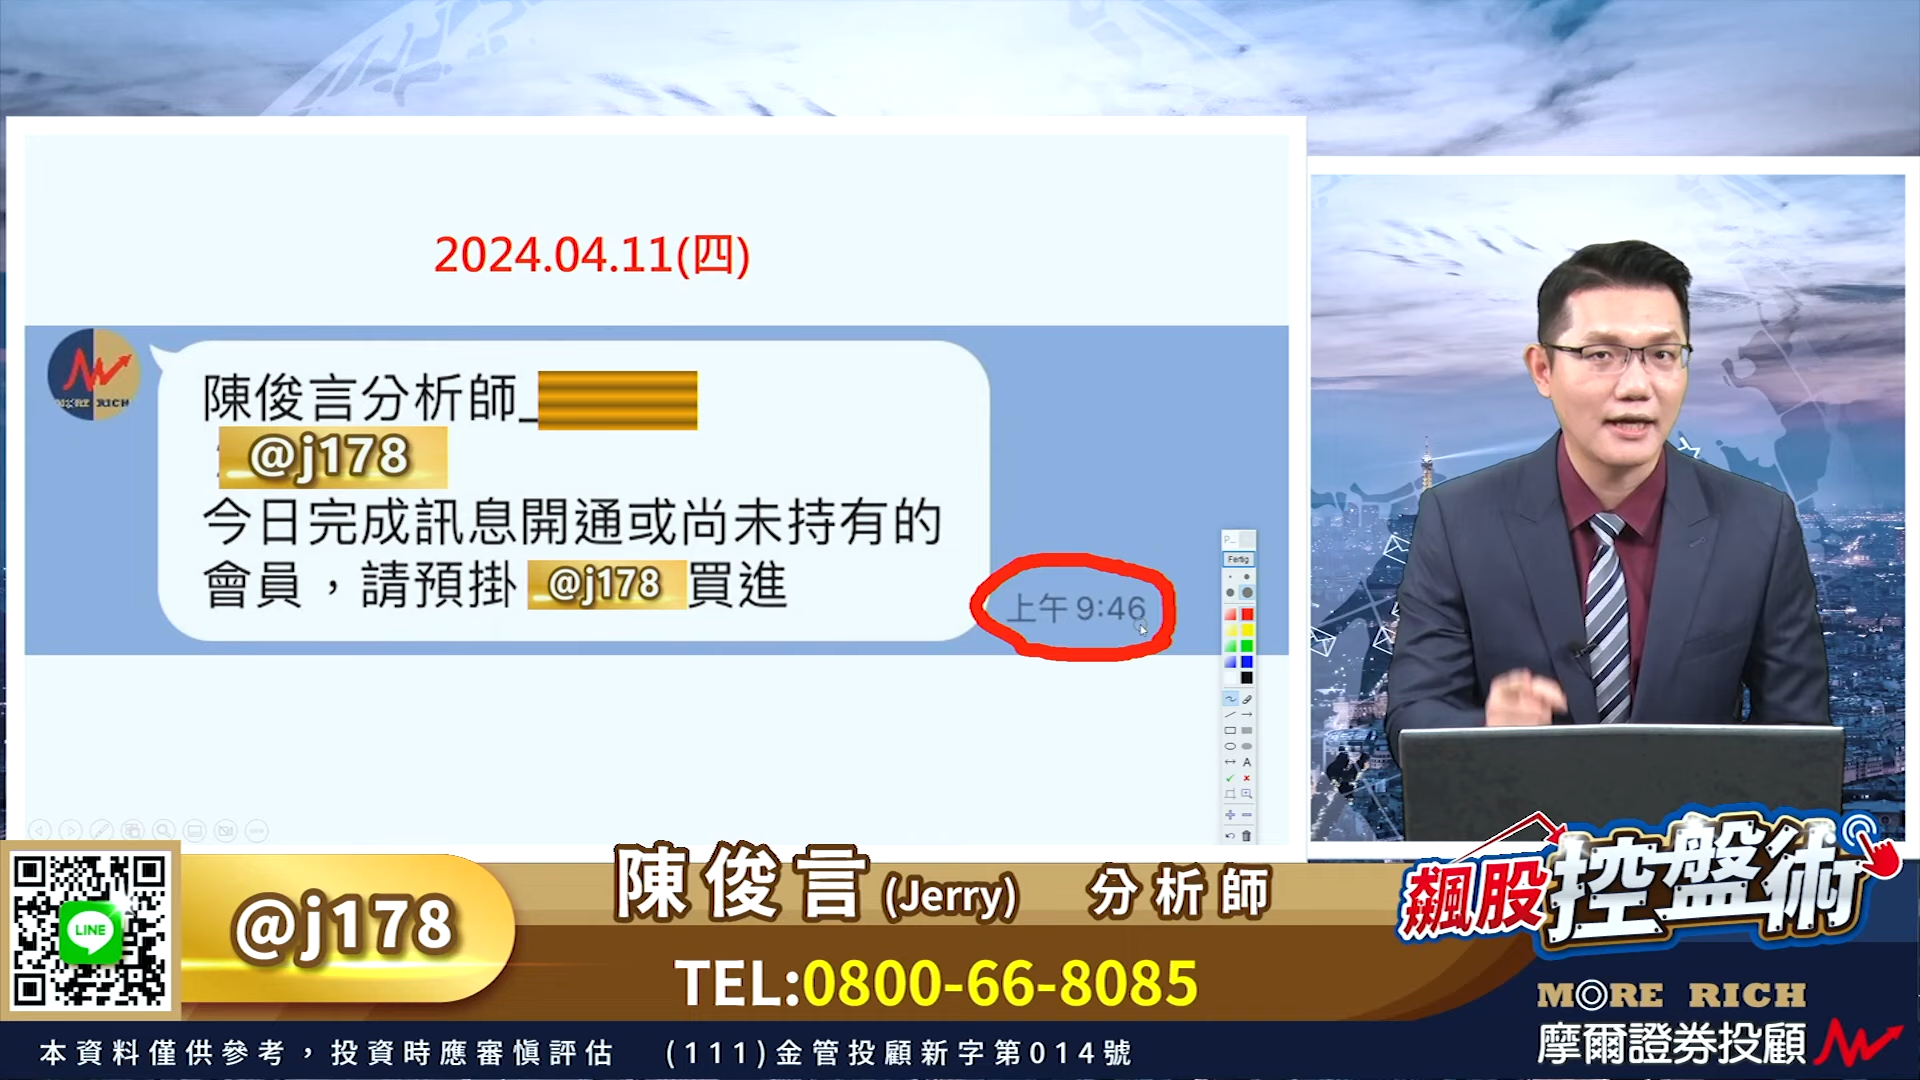 2024.04.11(四)
MORE RICH
陳俊言分析師_
@j178
今日完成訊息開通或尚未持有的
會員，請預掛 @j178 買進
上午 9:46
P...
Fertig
A
LINE
@j178
陳俊言 (Jerry) 分析師
TEL:0800-66-8085
飆股控盤術
MORE RICH
摩爾證券投顧
本資料僅供參考，投資時應審慎評估 (111)金管投顧新字第014號